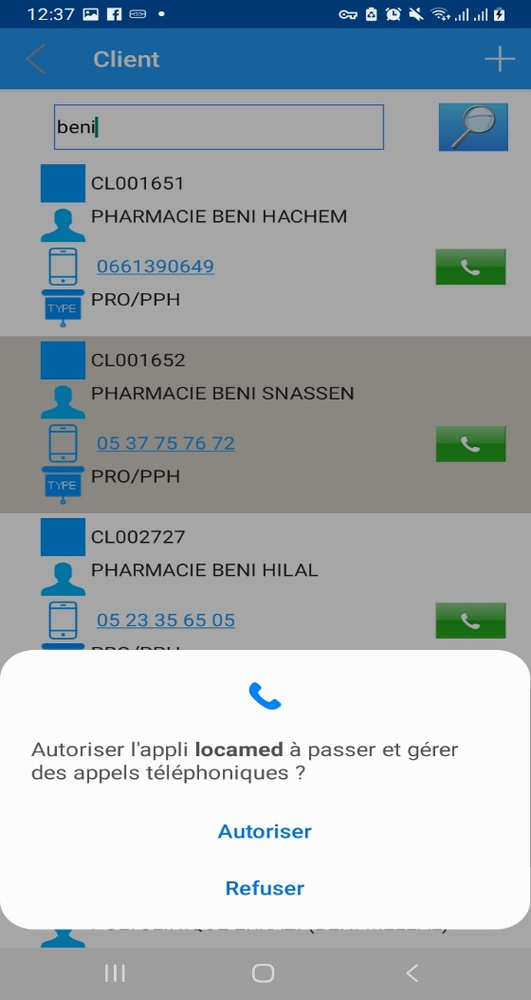 12:37
Client
beni
CL001651
PHARMACIE BENI HACHEM
0661390649
TYPE
PRO/PPH
CL001652
PHARMACIE BENI SNASSEN
05 37 75 76 72
TYPE
PRO/PPH
CL002727
PHARMACIE BENI HILAL
05 23 35 65 05
Autoriser l'appli locamed à passer et gérer
des appels téléphoniques ?
Autoriser
Refuser